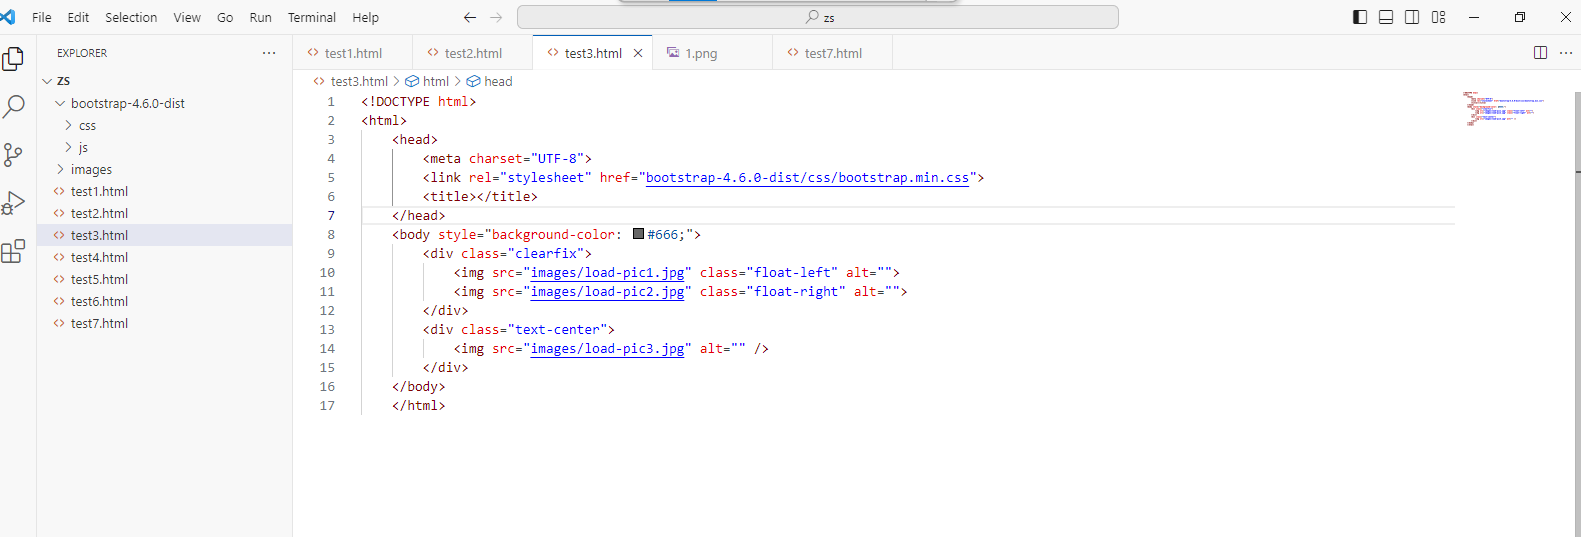 File Edit Selection View Go Run Terminal Help zs
EXPLORER
ZS
bootstrap-4.6.0-dist
css
js
images
test1.html
test2.html
test3.html
test4.html
test5.html
test6.html
test7.html
test1.html test2.html test3.html 1.png test7.html
test3.html > html > head
1 <!DOCTYPE html>
2 <html>
3 <head>
4 <meta charset="UTF-8">
5 <link rel="stylesheet" href="bootstrap-4.6.0-dist/css/bootstrap.min.css">
6 <title></title>
7 </head>
8 <body style="background-color: #666;">
9 <div class="clearfix">
10 <img src="images/load-pic1.jpg" class="float-left" alt="">
11 <img src="images/load-pic2.jpg" class="float-right" alt="">
12 </div>
13 <div class="text-center">
14 <img src="images/load-pic3.jpg" alt="" />
15 </div>
16 </body>
17 </html>